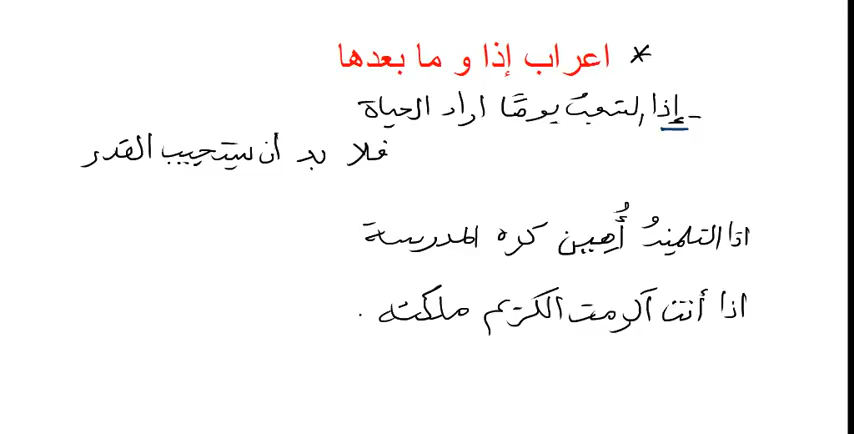 * اعراب إذا و ما بعدها
- إذا الشعبُ يومًا اراد الحياة
فلا بد ان يستجيب القدر
اذا التلميذُ أُهين كره المدرسة
اذا أنت أكرمت الكريم ملكته .